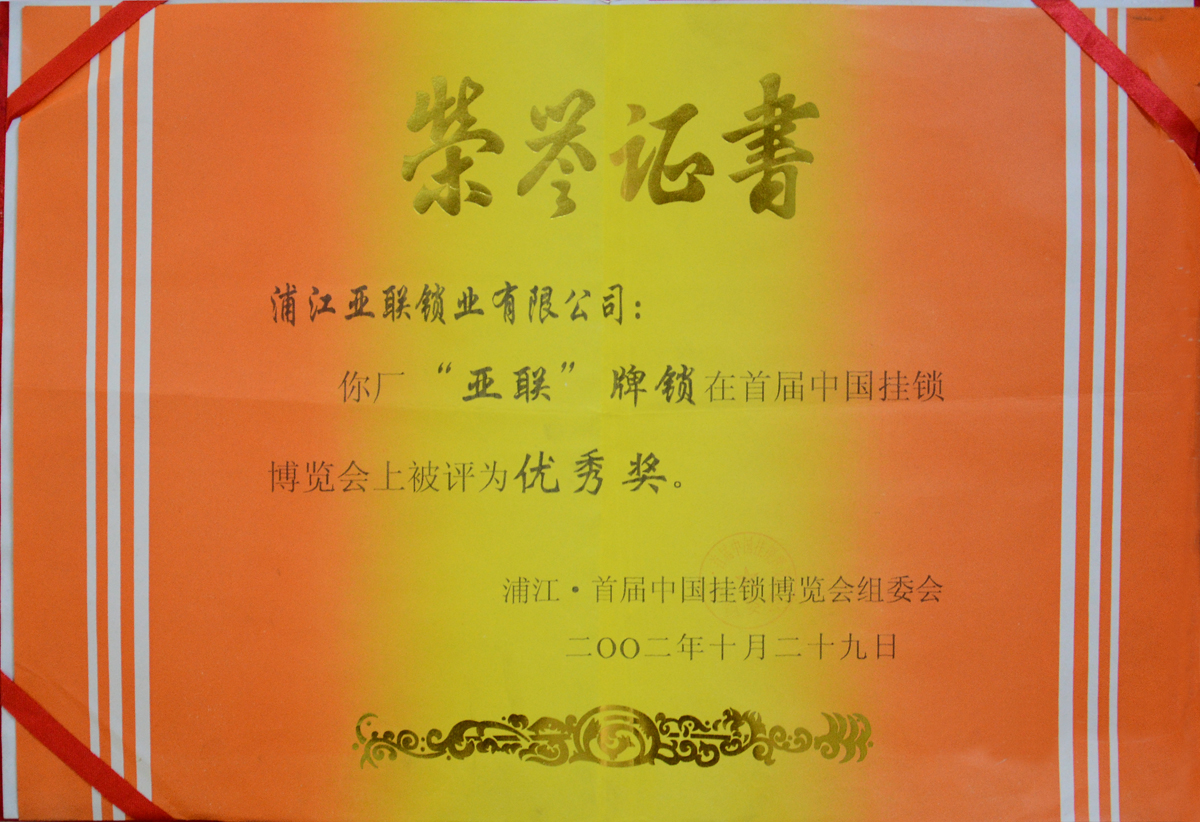 荣誉证书
浦江亚联锁业有限公司：
你厂“亚联”牌锁在首届中国挂锁
博览会上被评为优秀奖。
浦江·首届中国挂锁博览会组委会
二〇〇二年十月二十九日